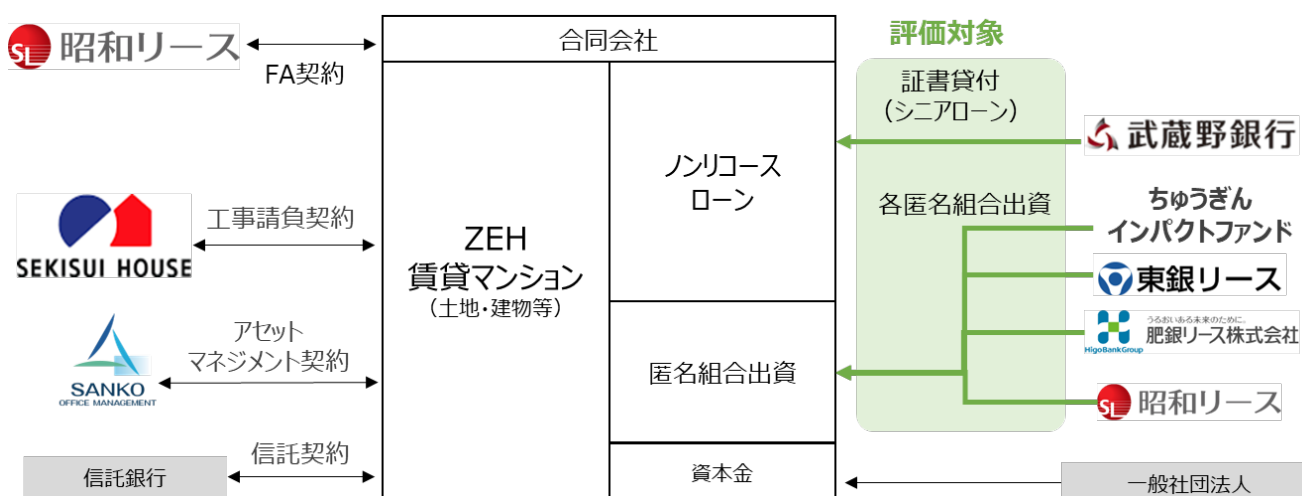 SL 昭和リース
FA契約
SEKISUI HOUSE
工事請負契約
SANKO
OFFICE MANAGEMENT
アセット
マネジメント契約
信託銀行
信託契約
合同会社
ZEH
賃貸マンション
(土地・建物等)
ノンリコース
ローン
匿名組合出資
資本金
評価対象
証書貸付
(シニアローン)
各匿名組合出資
武蔵野銀行
ちゅうぎん
インパクトファンド
東銀リース
うるおいある未来のために。
肥銀リース株式会社
HigoBankGroup
SL 昭和リース
一般社団法人